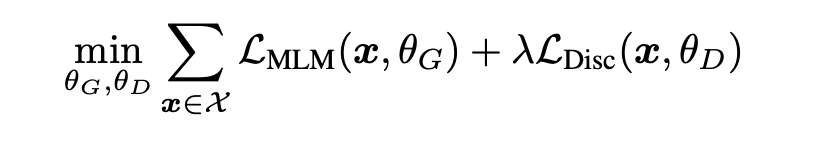 min_{θ_G,θ_D} ∑_{x∈𝒳} ℒ_MLM(x, θ_G) + λℒ_Disc(x, θ_D)